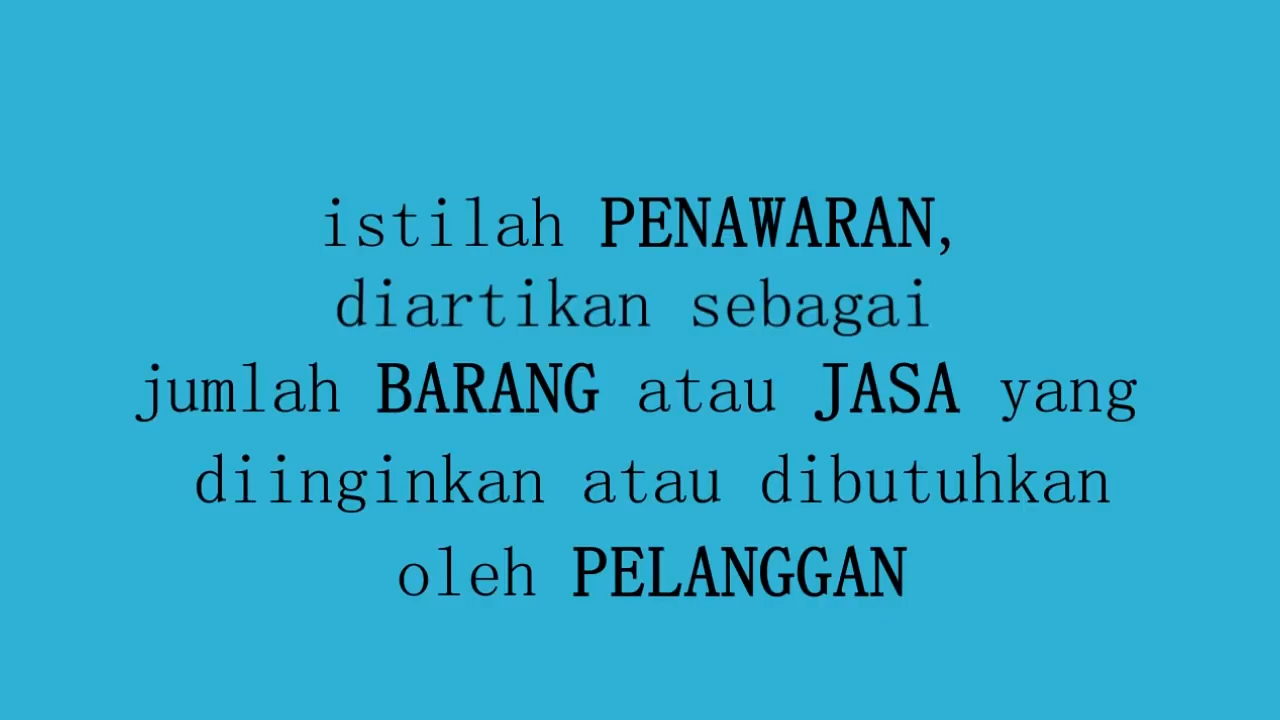 istilah PENAWARAN,
diartikan sebagai
jumlah BARANG atau JASA yang
diinginkan atau dibutuhkan
oleh PELANGGAN